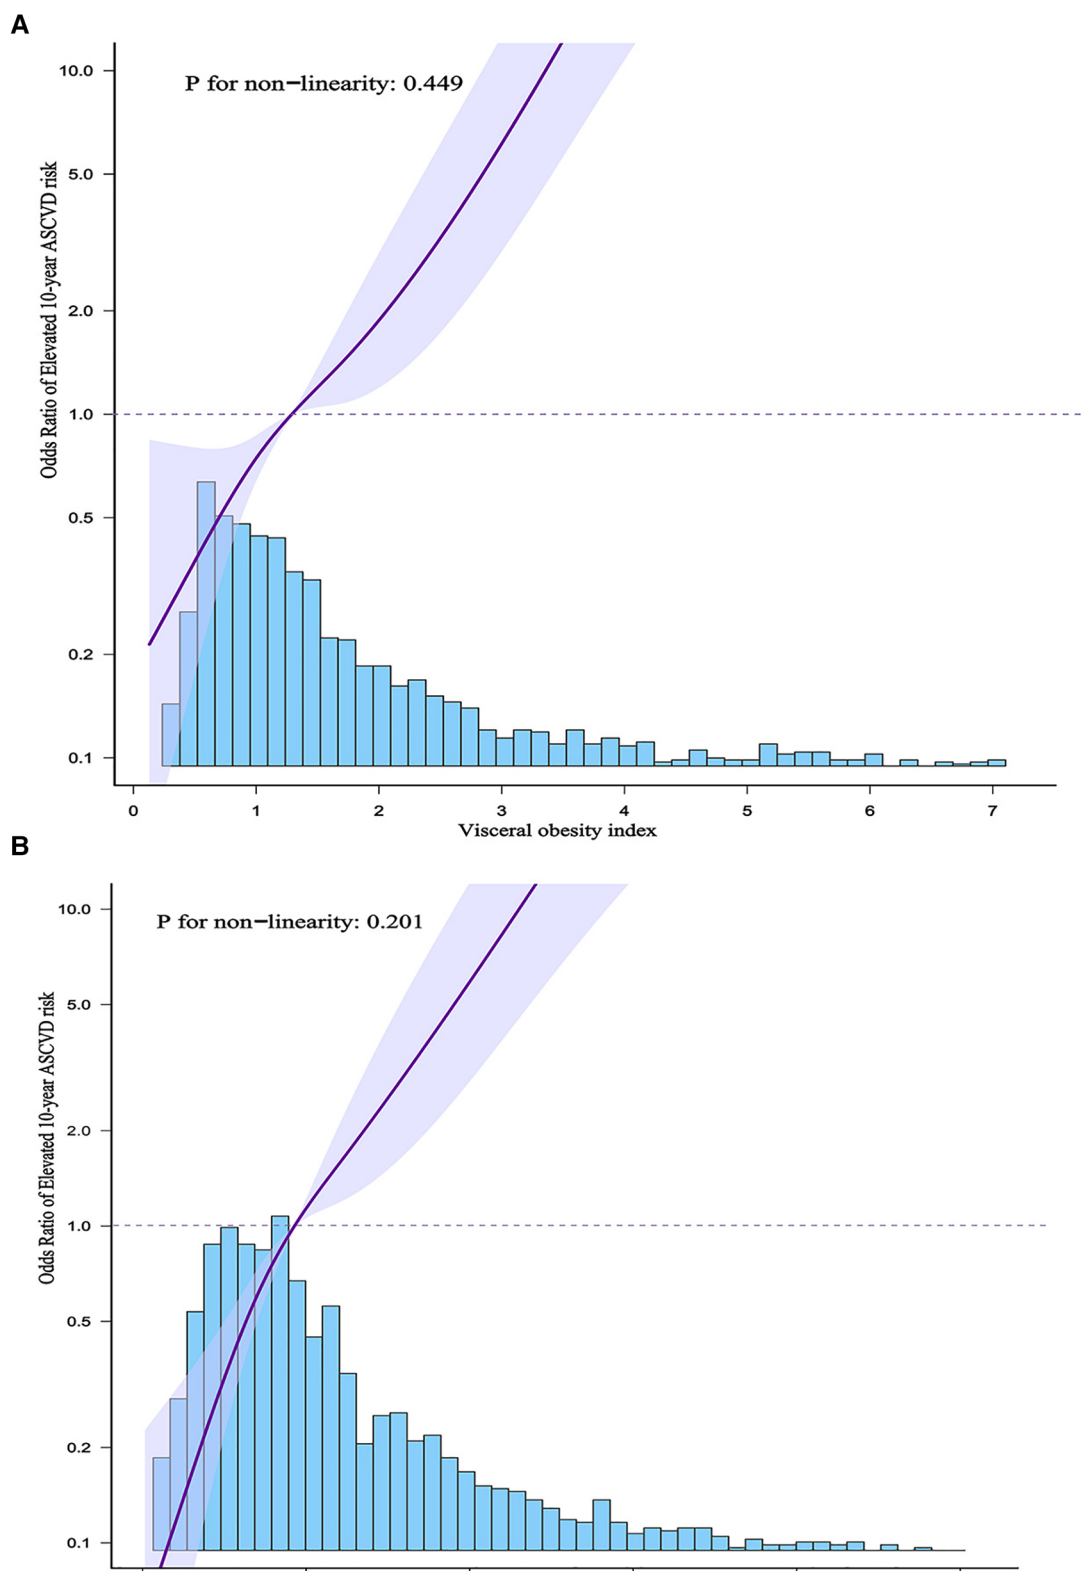 A
P for non−linearity: 0.449
Odds Ratio of Elevated 10-year ASCVD risk
10.0
5.0
2.0
1.0
0.5
0.2
0.1
0 1 2 3 4 5 6 7
Visceral obesity index
B
P for non−linearity: 0.201
Odds Ratio of Elevated 10-year ASCVD risk
10.0
5.0
2.0
1.0
0.5
0.2
0.1